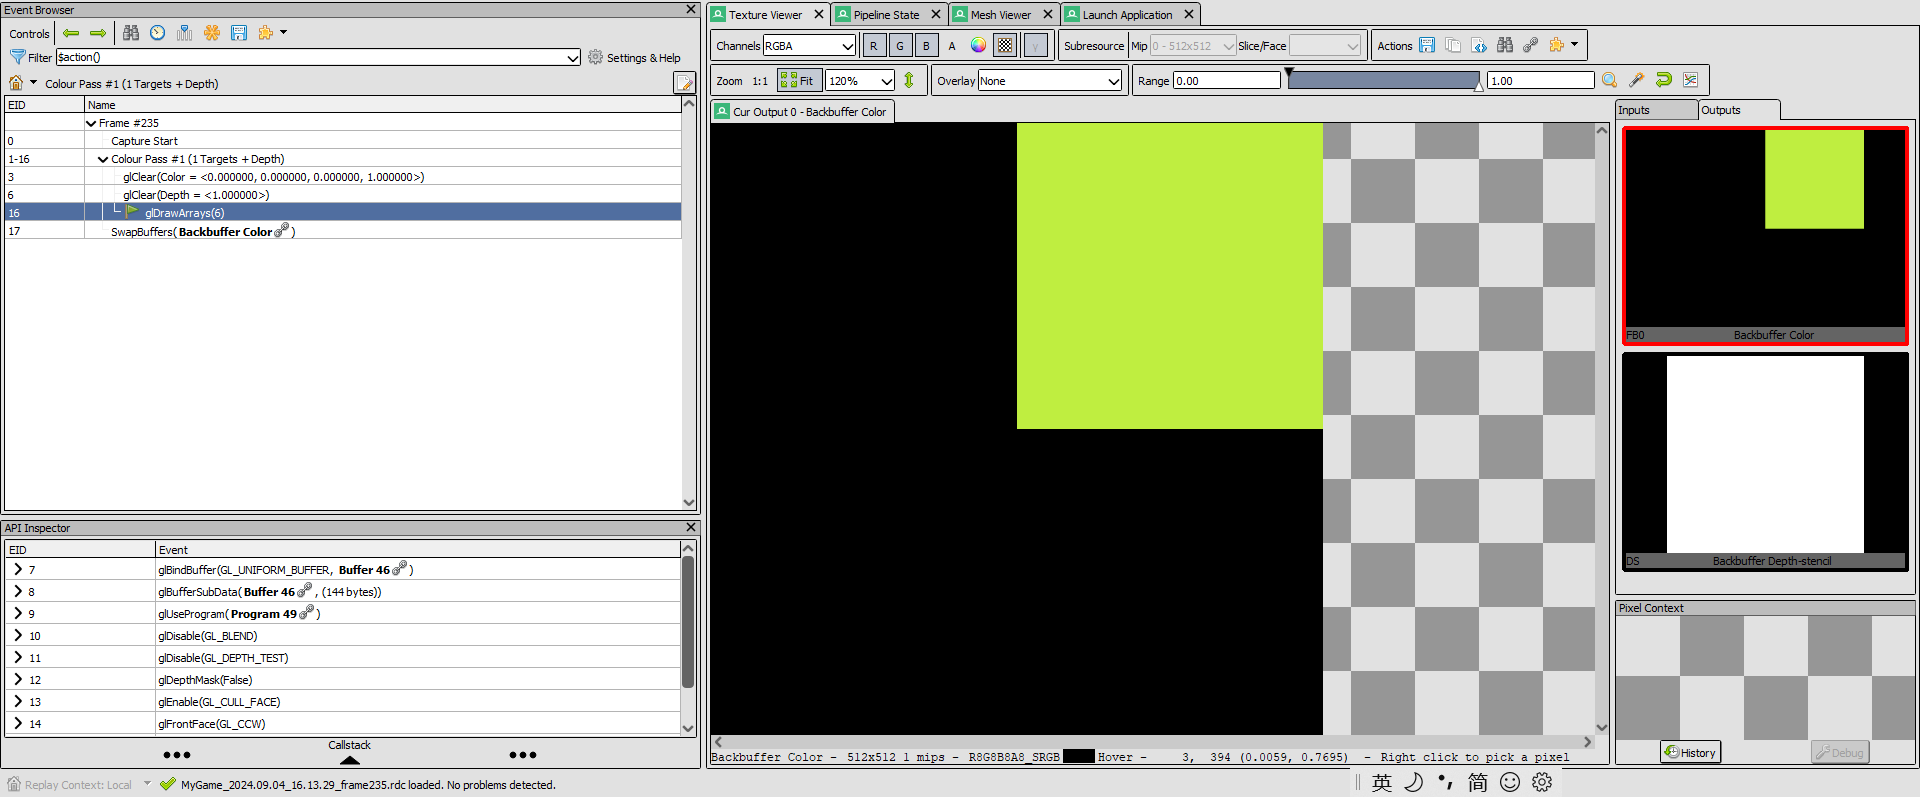 Event Browser
Controls
Filter $action() Settings & Help
Colour Pass #1 (1 Targets + Depth)
EID Name
Frame #235
0 Capture Start
1-16 Colour Pass #1 (1 Targets + Depth)
3 glClear(Color = <0.000000, 0.000000, 0.000000, 1.000000>)
6 glClear(Depth = <1.000000>)
16 glDrawArrays(6)
17 SwapBuffers( Backbuffer Color )
API Inspector
EID Event
7 glBindBuffer(GL_UNIFORM_BUFFER, Buffer 46 )
8 glBufferSubData( Buffer 46 , (144 bytes))
9 glUseProgram( Program 49 )
10 glDisable(GL_BLEND)
11 glDisable(GL_DEPTH_TEST)
12 glDepthMask(False)
13 glEnable(GL_CULL_FACE)
14 glFrontFace(GL_CCW)
Callstack
Texture Viewer Pipeline State Mesh Viewer Launch Application
Channels RGBA R G B A γ Subresource Mip 0 - 512x512 Slice/Face Actions
Zoom 1:1 Fit 120% Overlay None Range 0.00 1.00
Cur Output 0 - Backbuffer Color
Backbuffer Color - 512x512 1 mips - R8G8B8A8_SRGB Hover - 3, 394 (0.0059, 0.7695) - Right click to pick a pixel
Inputs Outputs
FB0 Backbuffer Color
DS Backbuffer Depth-stencil
Pixel Context
History Debug
Replay Context: Local MyGame_2024.09.04_16.13.29_frame235.rdc loaded. No problems detected.
英 简